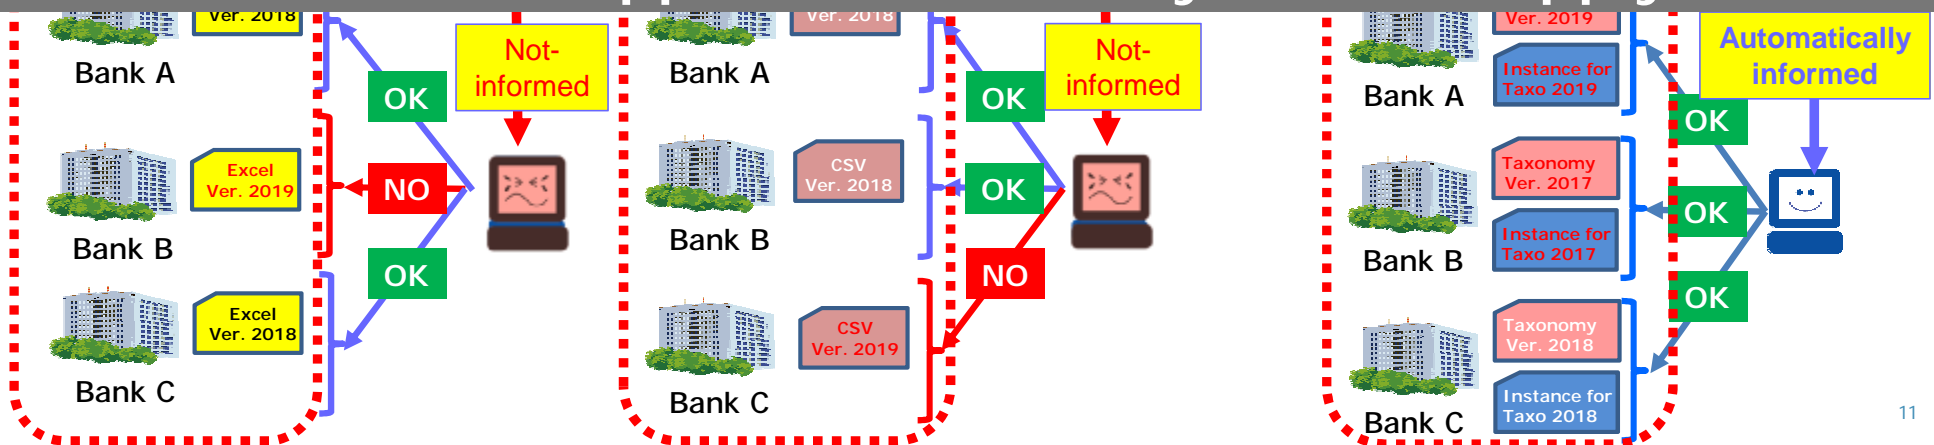 Ver. 2018
Bank A
OK
Not-
informed
Excel
Ver. 2019
NO
Bank B
OK
Excel
Ver. 2018
Bank C
Ver. 2018
Bank A
OK
Not-
informed
CSV
Ver. 2018
OK
Bank B
NO
CSV
Ver. 2019
Bank C
Ver. 2019
Instance for
Taxo 2019
Bank A
Automatically
informed
OK
Taxonomy
Ver. 2017
OK
Instance for
Taxo 2017
Bank B
OK
Taxonomy
Ver. 2018
Instance for
Taxo 2018
Bank C
11